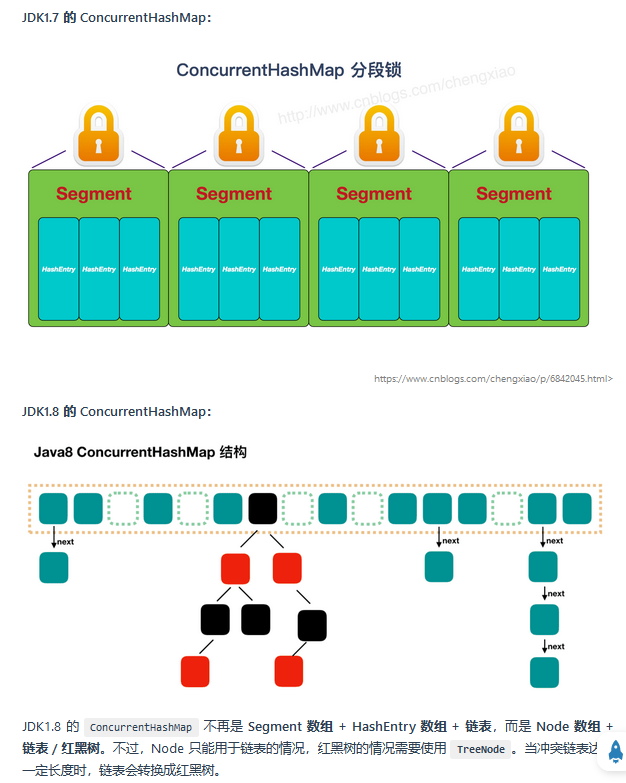 JDK1.7 的 ConcurrentHashMap：
ConcurrentHashMap 分段锁
http://www.cnblogs.com/chengxiao
Segment Segment Segment Segment
HashEntry HashEntry HashEntry HashEntry HashEntry HashEntry HashEntry HashEntry HashEntry HashEntry HashEntry HashEntry
https://www.cnblogs.com/chengxiao/p/6842045.html>
JDK1.8 的 ConcurrentHashMap：
Java8 ConcurrentHashMap 结构
next next next
next
next
JDK1.8 的 ConcurrentHashMap 不再是 Segment 数组 + HashEntry 数组 + 链表，而是 Node 数组 +
链表 / 红黑树。不过，Node 只能用于链表的情况，红黑树的情况需要使用 TreeNode。当冲突链表达
一定长度时，链表会转换成红黑树。